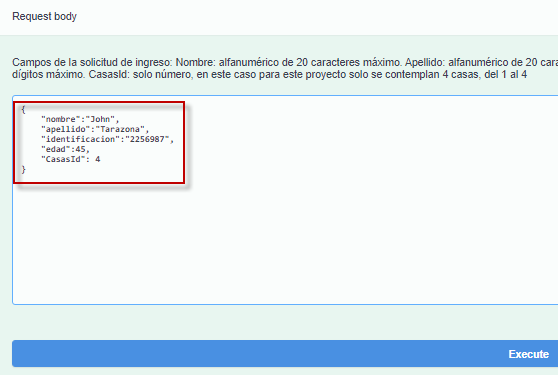 Request body
Campos de la solicitud de ingreso: Nombre: alfanumérico de 20 caracteres máximo. Apellido: alfanumérico de 20 cara
dígitos máximo. CasasId: solo número, en este caso para este proyecto solo se contemplan 4 casas, del 1 al 4
{
    "nombre":"John",
    "apellido":"Tarazona",
    "identificacion":"2256987",
    "edad":45,
    "CasasId": 4
}
Execute